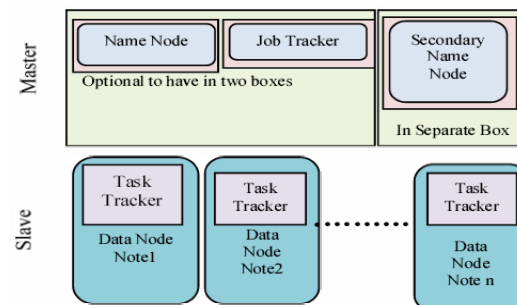 Master
Name Node
Job Tracker
Optional to have in two boxes
Secondary
Name
Node
In Separate Box
Slave
Task
Tracker
Data Node
Note1
Task
Tracker
Data
Node
Note2
Task
Tracker
Data
Node
Note n